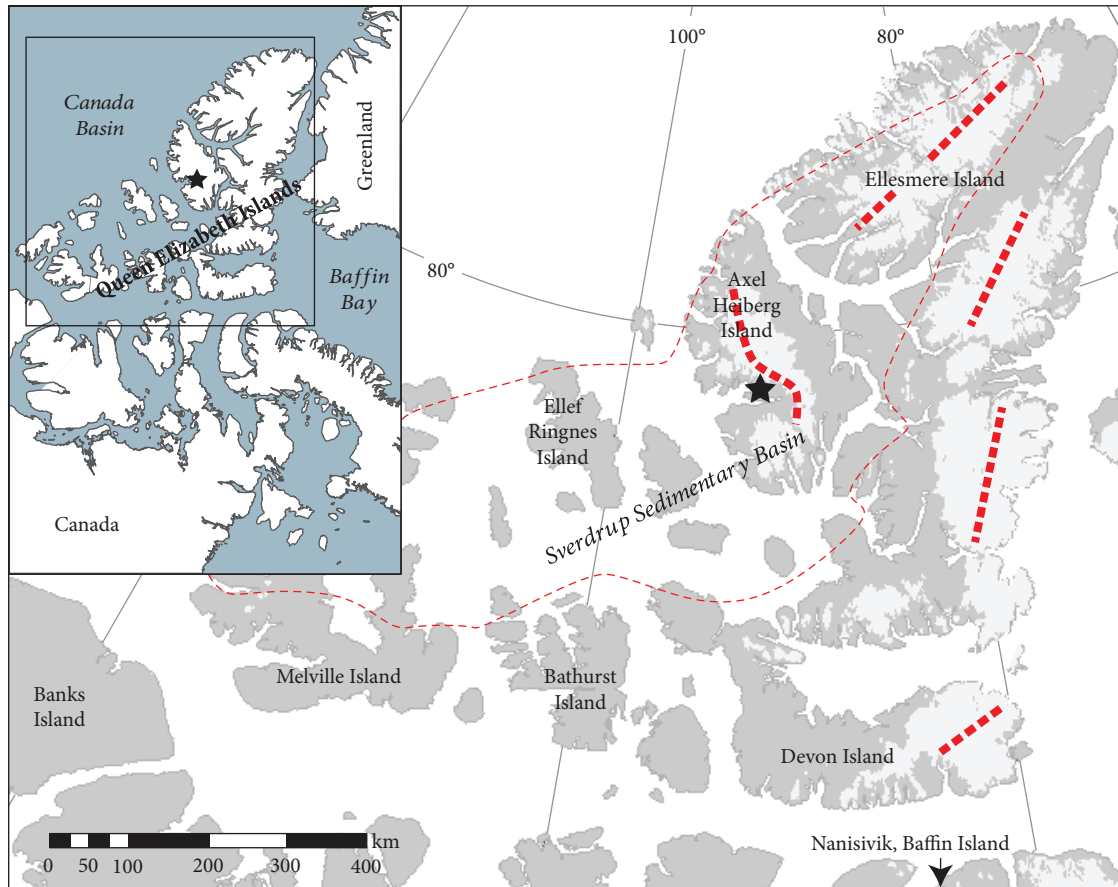 Canada
Basin
Greenland
Queen Elizabeth Islands
Baffin
Bay
Canada
100°
80°
80°
Ellesmere Island
Axel
Heiberg
Island
Ellef
Ringnes
Island
Sverdrup Sedimentary Basin
Melville Island
Bathurst
Island
Banks
Island
Devon Island
Nanisivik, Baffin Island
km
0 50 100 200 300 400